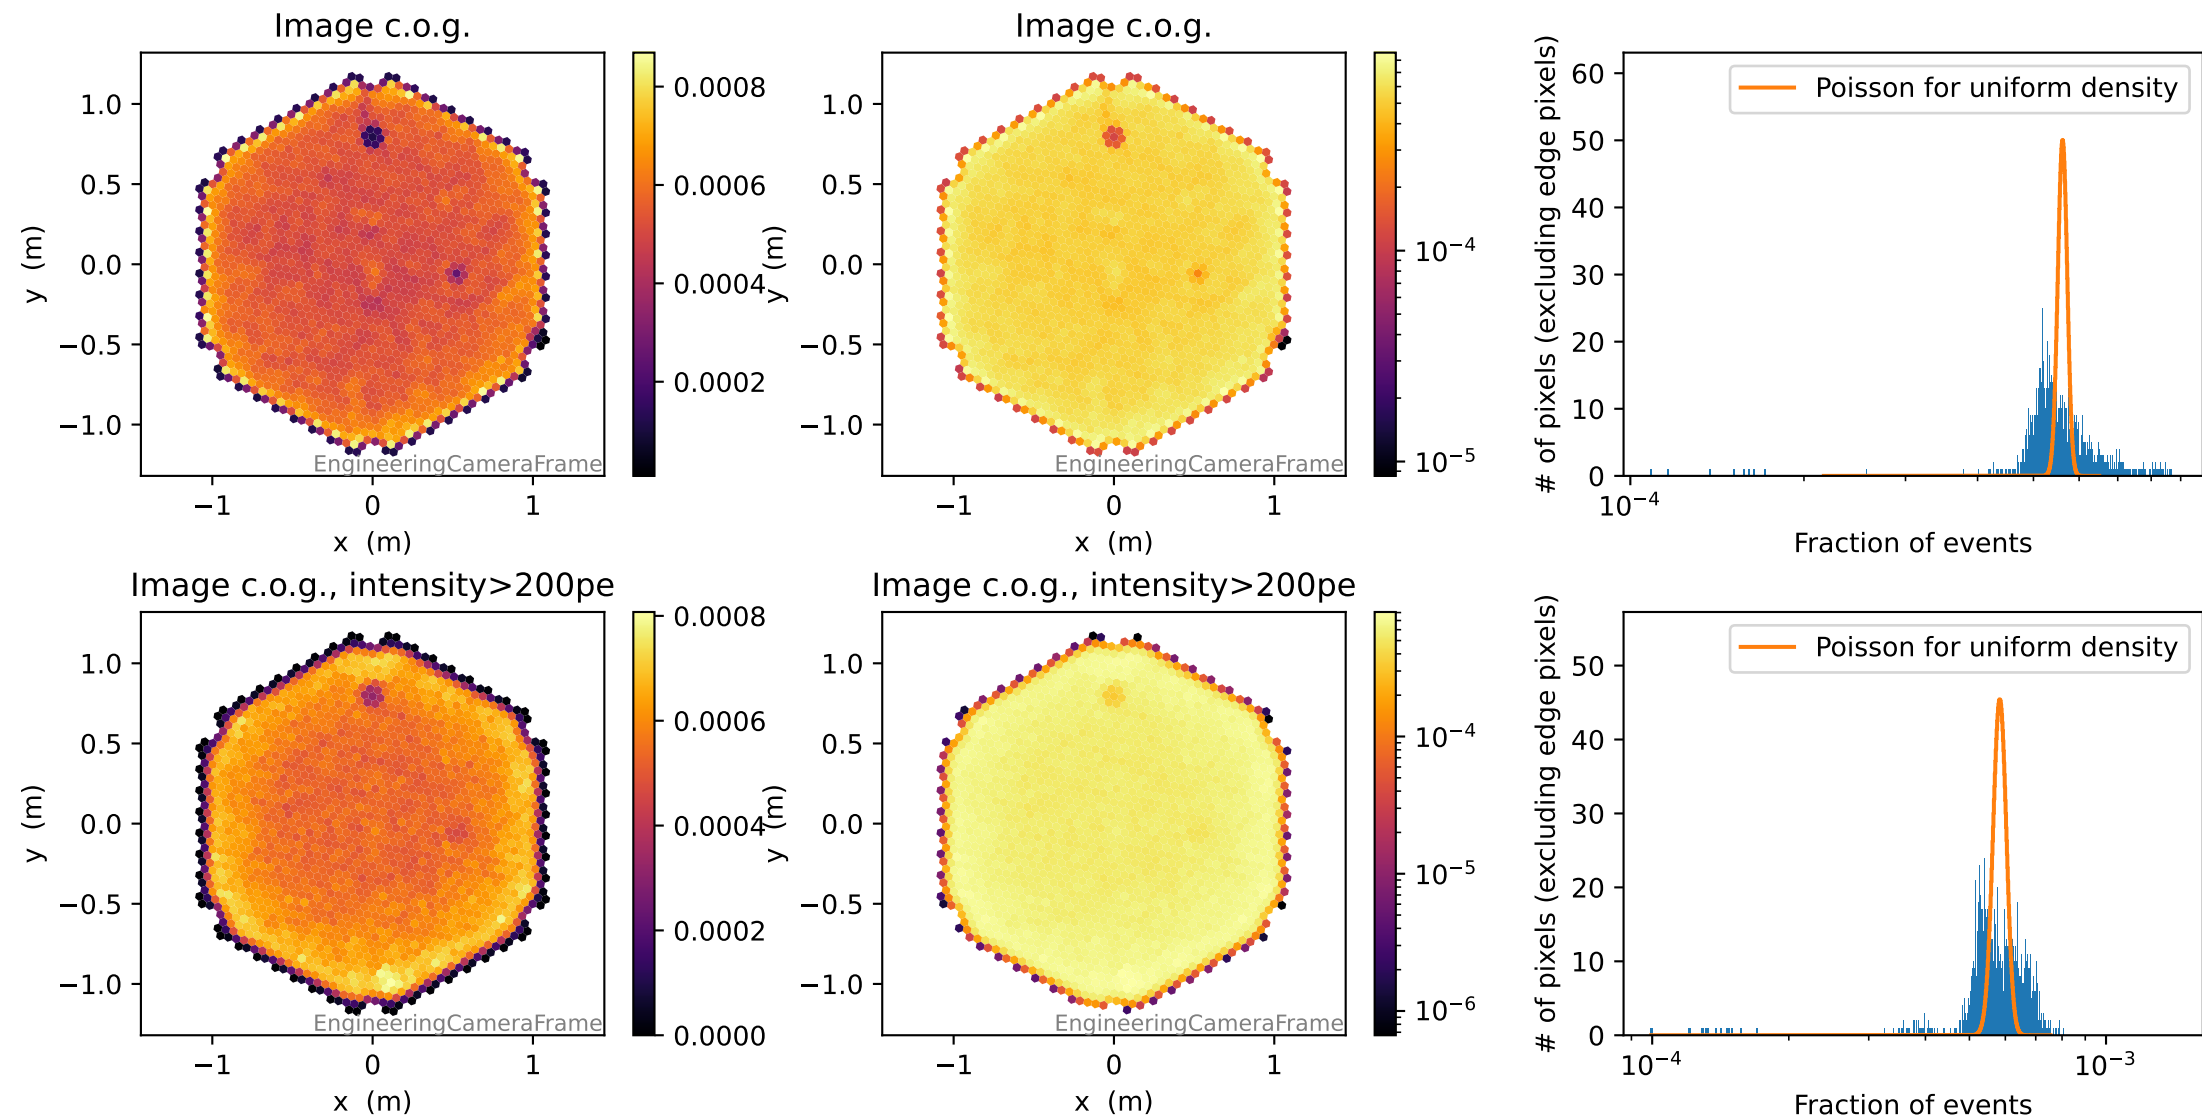 Image c.o.g.
1.0
0.5
0.0
−0.5
−1.0
y (m)
−1
0
1
x (m)
EngineeringCameraFrame
0.0008
0.0006
0.0004
0.0002
Image c.o.g.
1.0
0.5
0.0
−0.5
−1.0
y (m)
−1
0
1
x (m)
EngineeringCameraFrame
10⁻⁴
10⁻⁵
60
50
40
30
20
10
0
# of pixels (excluding edge pixels)
Poisson for uniform density
10⁻⁴
Fraction of events
Image c.o.g., intensity>200pe
1.0
0.5
0.0
−0.5
−1.0
y (m)
−1
0
1
x (m)
EngineeringCameraFrame
0.0008
0.0006
0.0004
0.0002
0.0000
Image c.o.g., intensity>200pe
1.0
0.5
0.0
−0.5
−1.0
y (m)
−1
0
1
x (m)
EngineeringCameraFrame
10⁻⁴
10⁻⁵
10⁻⁶
50
40
30
20
10
0
# of pixels (excluding edge pixels)
Poisson for uniform density
10⁻⁴
10⁻³
Fraction of events